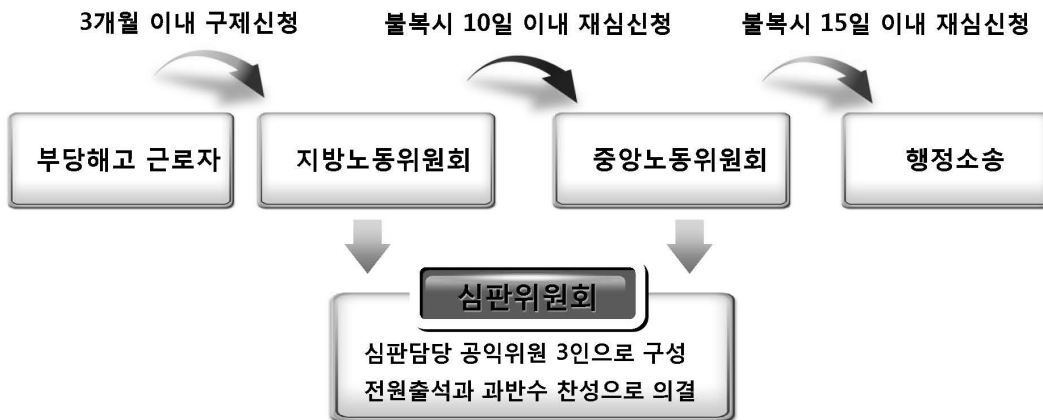 3개월 이내 구제신청
불복시 10일 이내 재심신청
불복시 15일 이내 재심신청
부당해고 근로자
지방노동위원회
중앙노동위원회
행정소송
심판위원회
심판담당 공익위원 3인으로 구성
전원출석과 과반수 찬성으로 의결